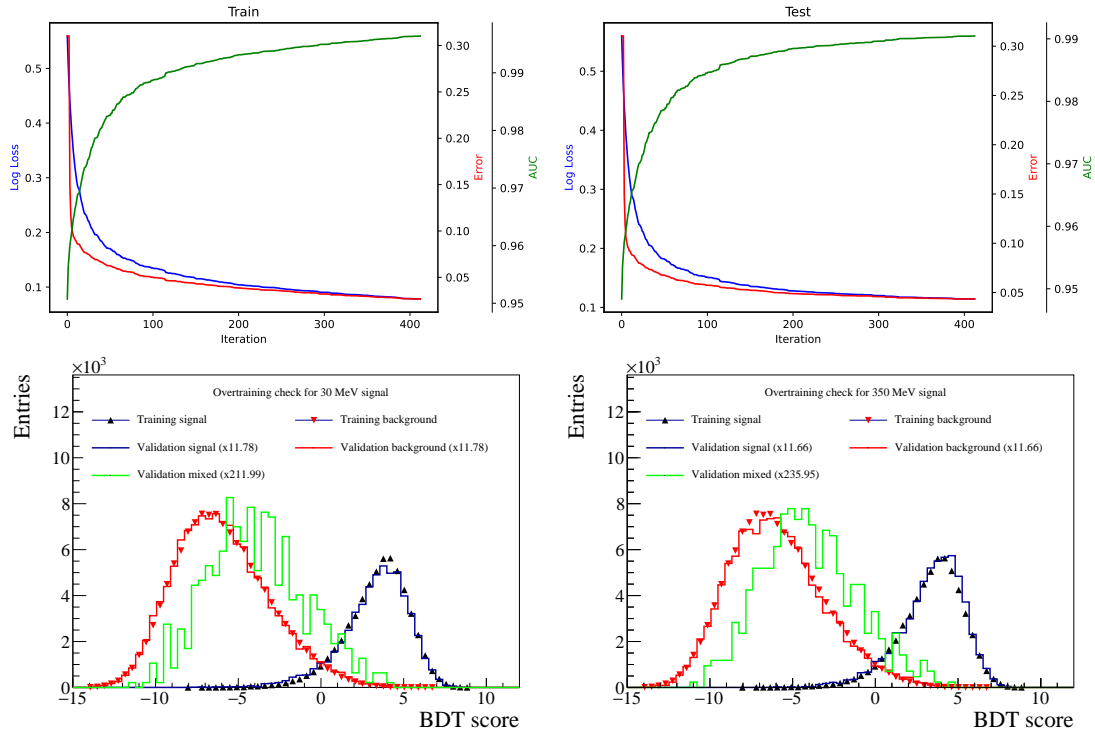 Train
Test
0.5
0.4
0.3
0.2
0.1
Log Loss
0.30
0.25
0.20
0.15
0.10
0.05
Error
0.99
0.98
0.97
0.96
0.95
AUC
0
100
200
300
400
Iteration
0.5
0.4
0.3
0.2
0.1
Log Loss
0.30
0.25
0.20
0.15
0.10
0.05
Error
0.99
0.98
0.97
0.96
0.95
AUC
0
100
200
300
400
Iteration
×10³
Entries
12
10
8
6
4
2
0
Overtraining check for 30 MeV signal
Training signal
Training background
Validation signal (x11.78)
Validation background (x11.78)
Validation mixed (x211.99)
−15
−10
−5
0
5
10
BDT score
×10³
Entries
12
10
8
6
4
2
0
Overtraining check for 350 MeV signal
Training signal
Training background
Validation signal (x11.66)
Validation background (x11.66)
Validation mixed (x235.95)
−15
−10
−5
0
5
10
BDT score